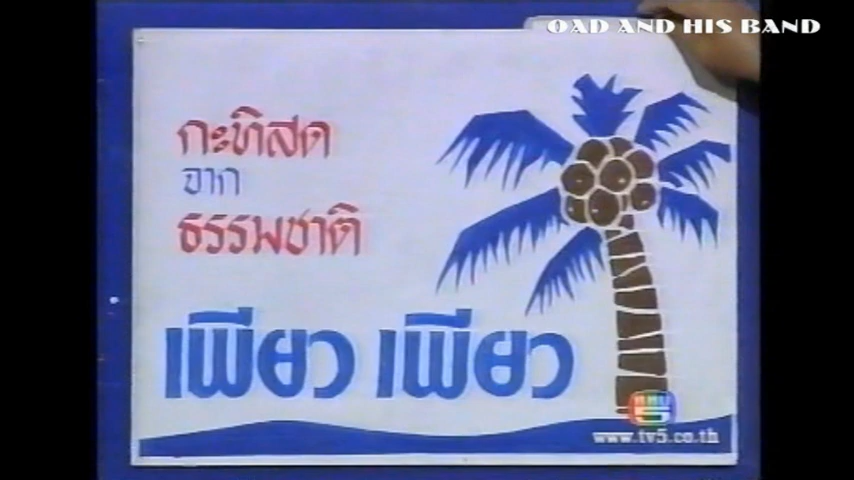 OAD AND HIS BAND
กะทิสด
จาก
ธรรมชาติ
เพียว เพียว
ททบ
5
www.tv5.co.th